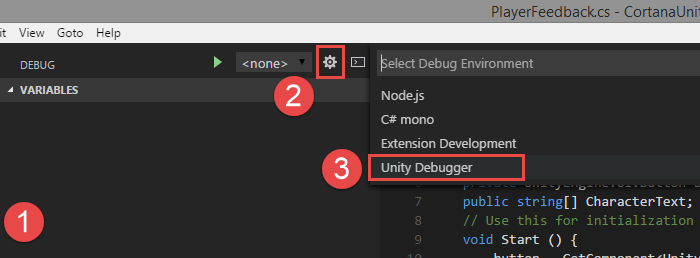 PlayerFeedback.cs - CortanaUnit
it View Goto Help
DEBUG <none>
VARIABLES
Select Debug Environment
Node.js
C# mono
Extension Development
Unity Debugger
1
2
3
7 public string[] CharacterText;
8 // Use this for initialization
9 void Start () {